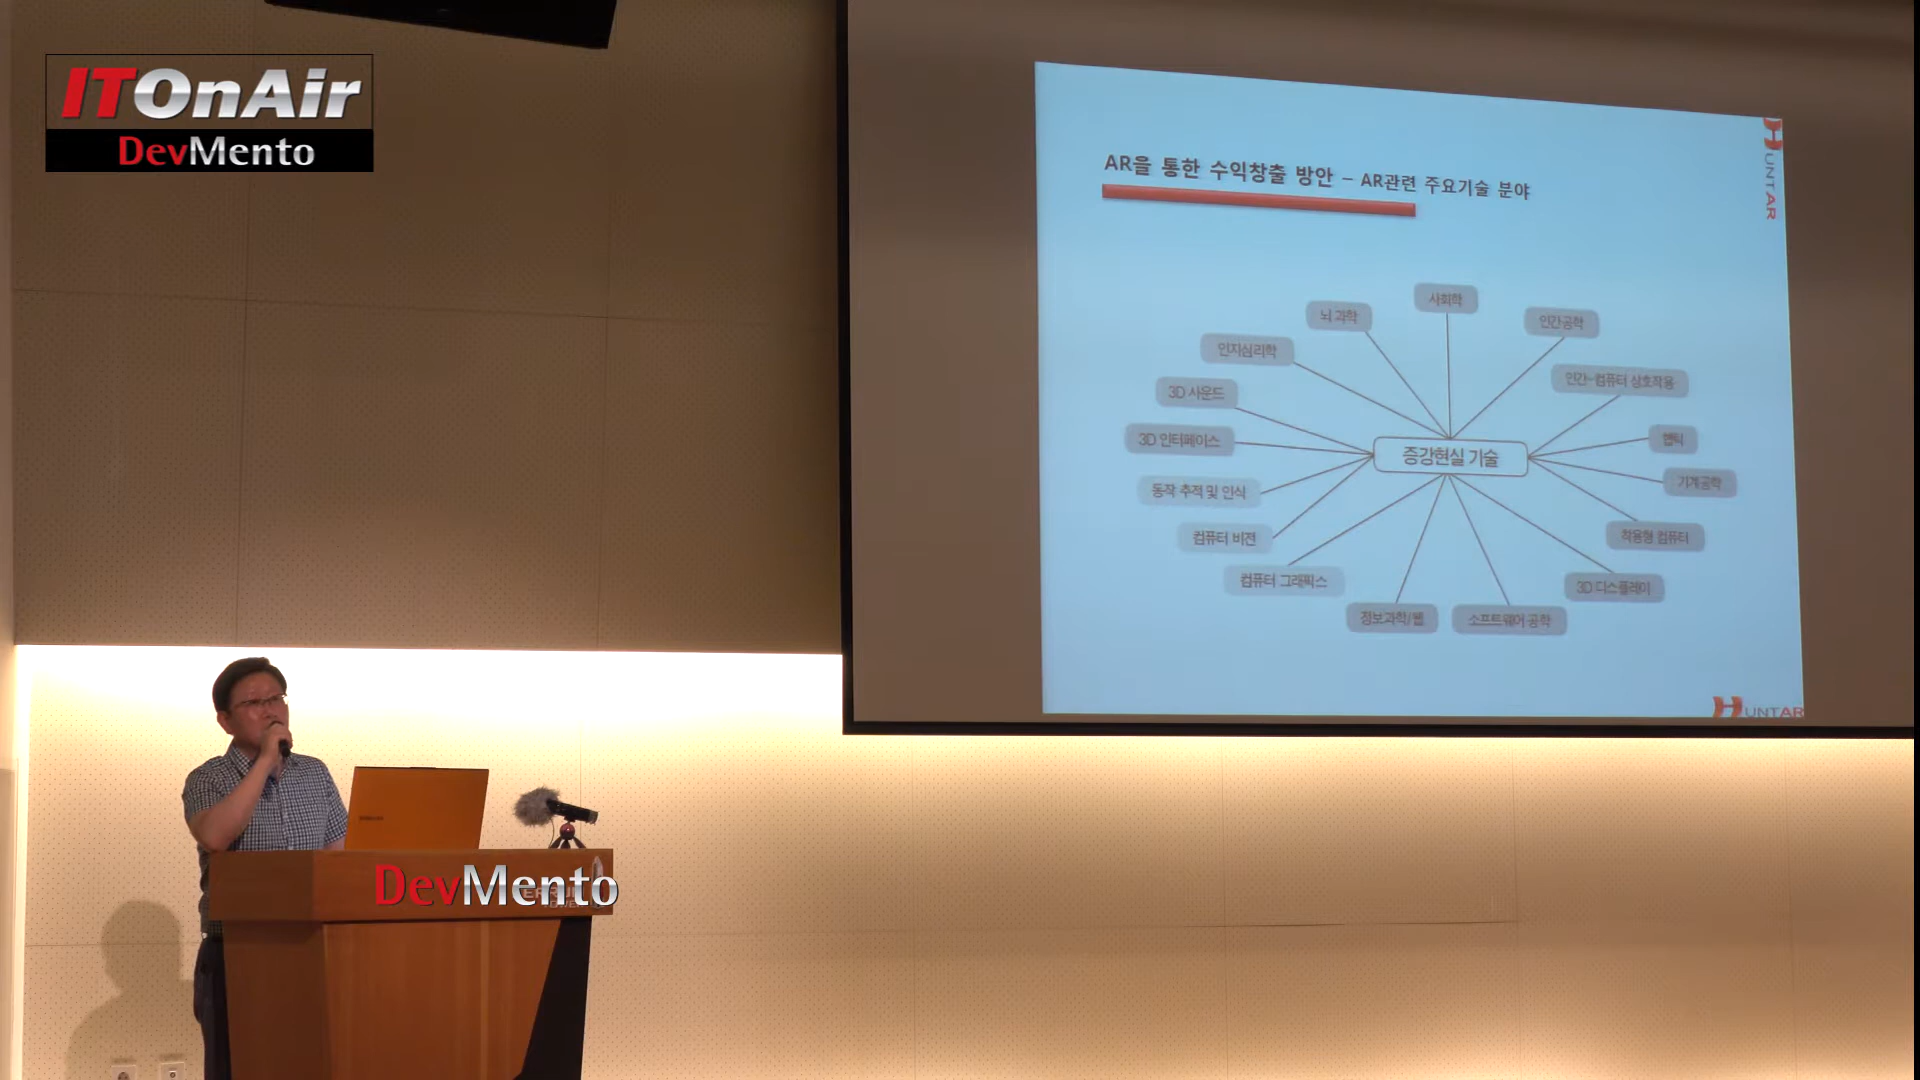 ITOnAir
DevMento
HUNTAR
AR을 통한 수익창출 방안 – AR관련 주요기술 분야
사회학
뇌 과학
인간공학
인지심리학
인간-컴퓨터 상호작용
3D 사운드
3D 인터페이스
햅틱
증강현실 기술
기계공학
동작 추적 및 인식
컴퓨터 비젼
착용형 컴퓨터
컴퓨터 그래픽스
3D 디스플레이
정보과학/웹
소프트웨어 공학
HUNTAR
DevMento